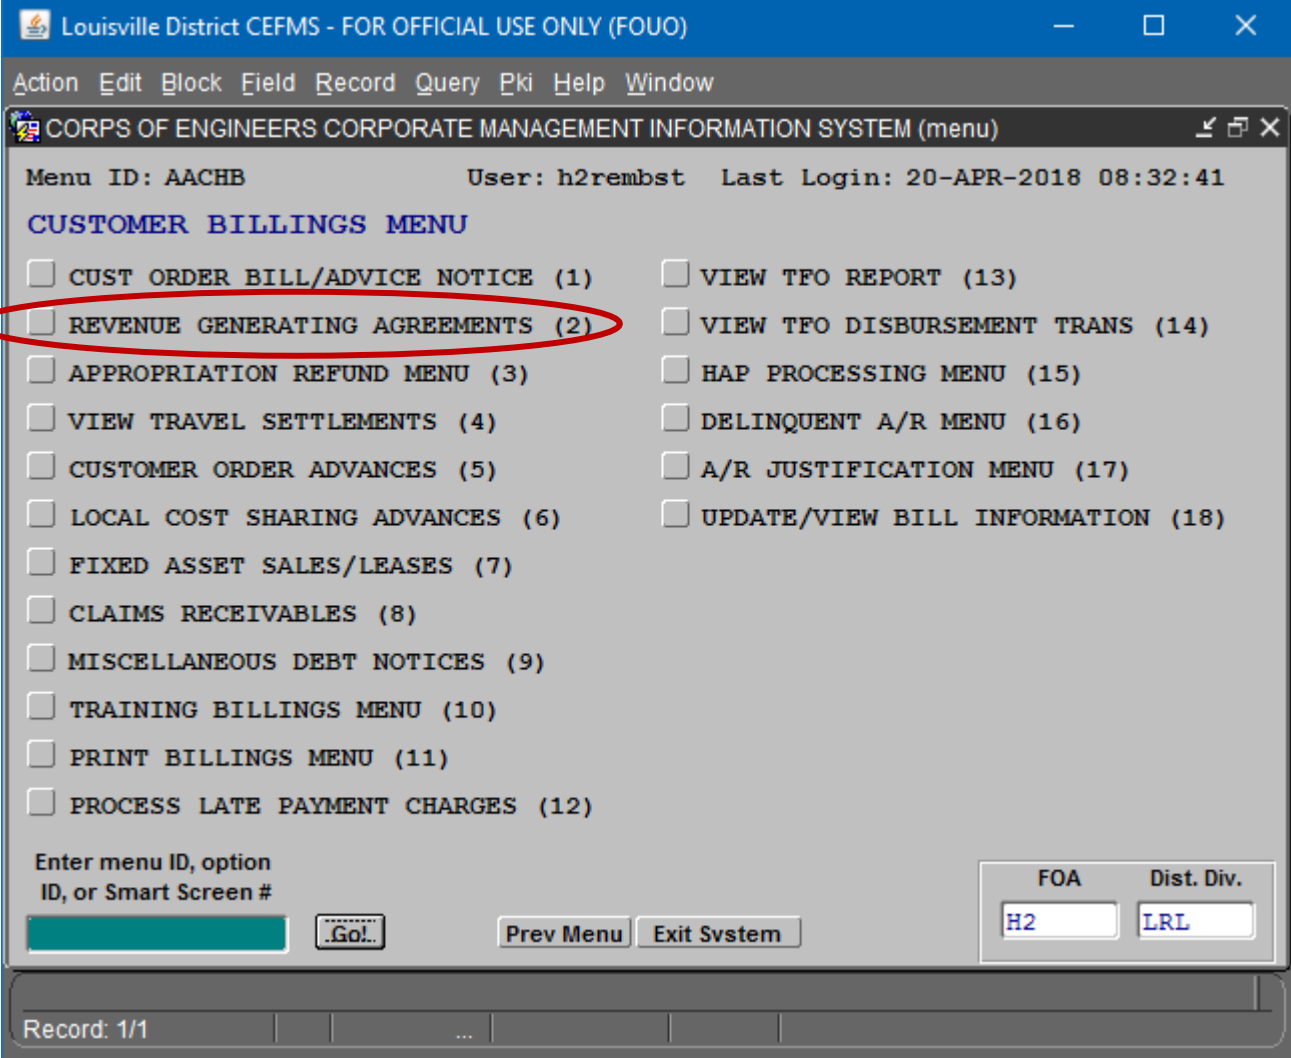 Louisville District CEFMS - FOR OFFICIAL USE ONLY (FOUO)
Action Edit Block Field Record Query Pki Help Window
CORPS OF ENGINEERS CORPORATE MANAGEMENT INFORMATION SYSTEM (menu)
Menu ID: AACHB User: h2rembst Last Login: 20-APR-2018 08:32:41
CUSTOMER BILLINGS MENU
CUST ORDER BILL/ADVICE NOTICE (1)
REVENUE GENERATING AGREEMENTS (2)
APPROPRIATION REFUND MENU (3)
VIEW TRAVEL SETTLEMENTS (4)
CUSTOMER ORDER ADVANCES (5)
LOCAL COST SHARING ADVANCES (6)
FIXED ASSET SALES/LEASES (7)
CLAIMS RECEIVABLES (8)
MISCELLANEOUS DEBT NOTICES (9)
TRAINING BILLINGS MENU (10)
PRINT BILLINGS MENU (11)
PROCESS LATE PAYMENT CHARGES (12)
VIEW TFO REPORT (13)
VIEW TFO DISBURSEMENT TRANS (14)
HAP PROCESSING MENU (15)
DELINQUENT A/R MENU (16)
A/R JUSTIFICATION MENU (17)
UPDATE/VIEW BILL INFORMATION (18)
Enter menu ID, option
ID, or Smart Screen #
Go!
Prev Menu
Exit System
FOA Dist. Div.
H2 LRL
Record: 1/1
...